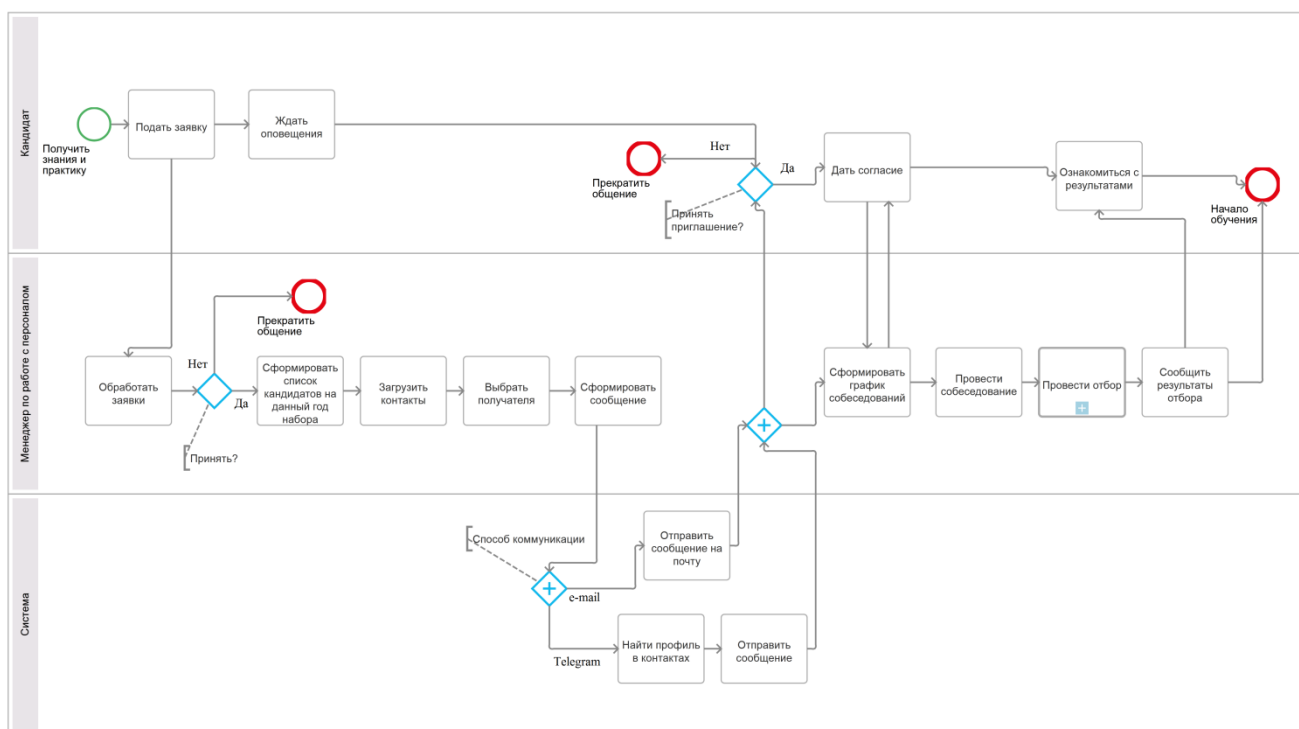 Кандидат
Получить
знания и
практику
Подать заявку
Ждать
оповещения
Прекратить
общение
Нет
Принять
приглашение?
Да
Дать согласие
Ознакомиться с
результатами
Начало
обучения
Менеджер по работе с персоналом
Обработать
заявки
Нет
Прекратить
общение
Принять?
Да
Сформировать
список
кандидатов на
данный год
набора
Загрузить
контакты
Выбрать
получателя
Сформировать
сообщение
Сформировать
график
собеседований
Провести
собеседование
Провести отбор
Сообщить
результаты
отбора
Система
Способ коммуникации
e-mail
Отправить
сообщение на
почту
Telegram
Найти профиль
в контактах
Отправить
сообщение